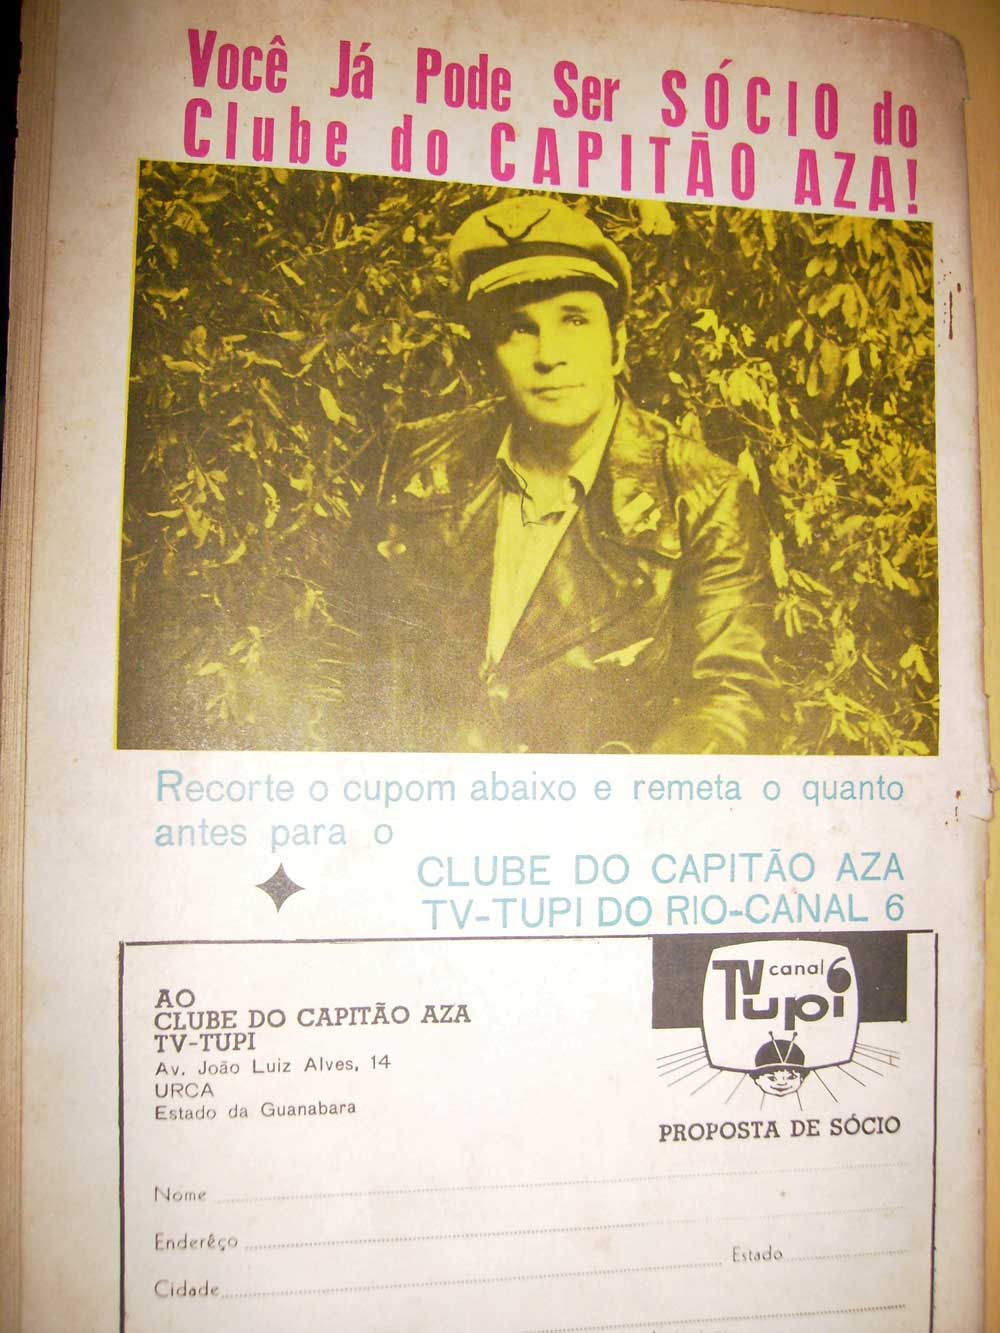 Você Já Pode Ser SÓCIO do
Clube do CAPITÃO AZA!
Recorte o cupom abaixo e remeta o quanto
antes para o
CLUBE DO CAPITÃO AZA
TV-TUPI DO RIO-CANAL 6
TV canal 6
tupi
AO
CLUBE DO CAPITÃO AZA
TV-TUPI
Av. João Luiz Alves, 14
URCA
Estado da Guanabara
PROPOSTA DE SÓCIO
Nome
Enderêço
Cidade Estado